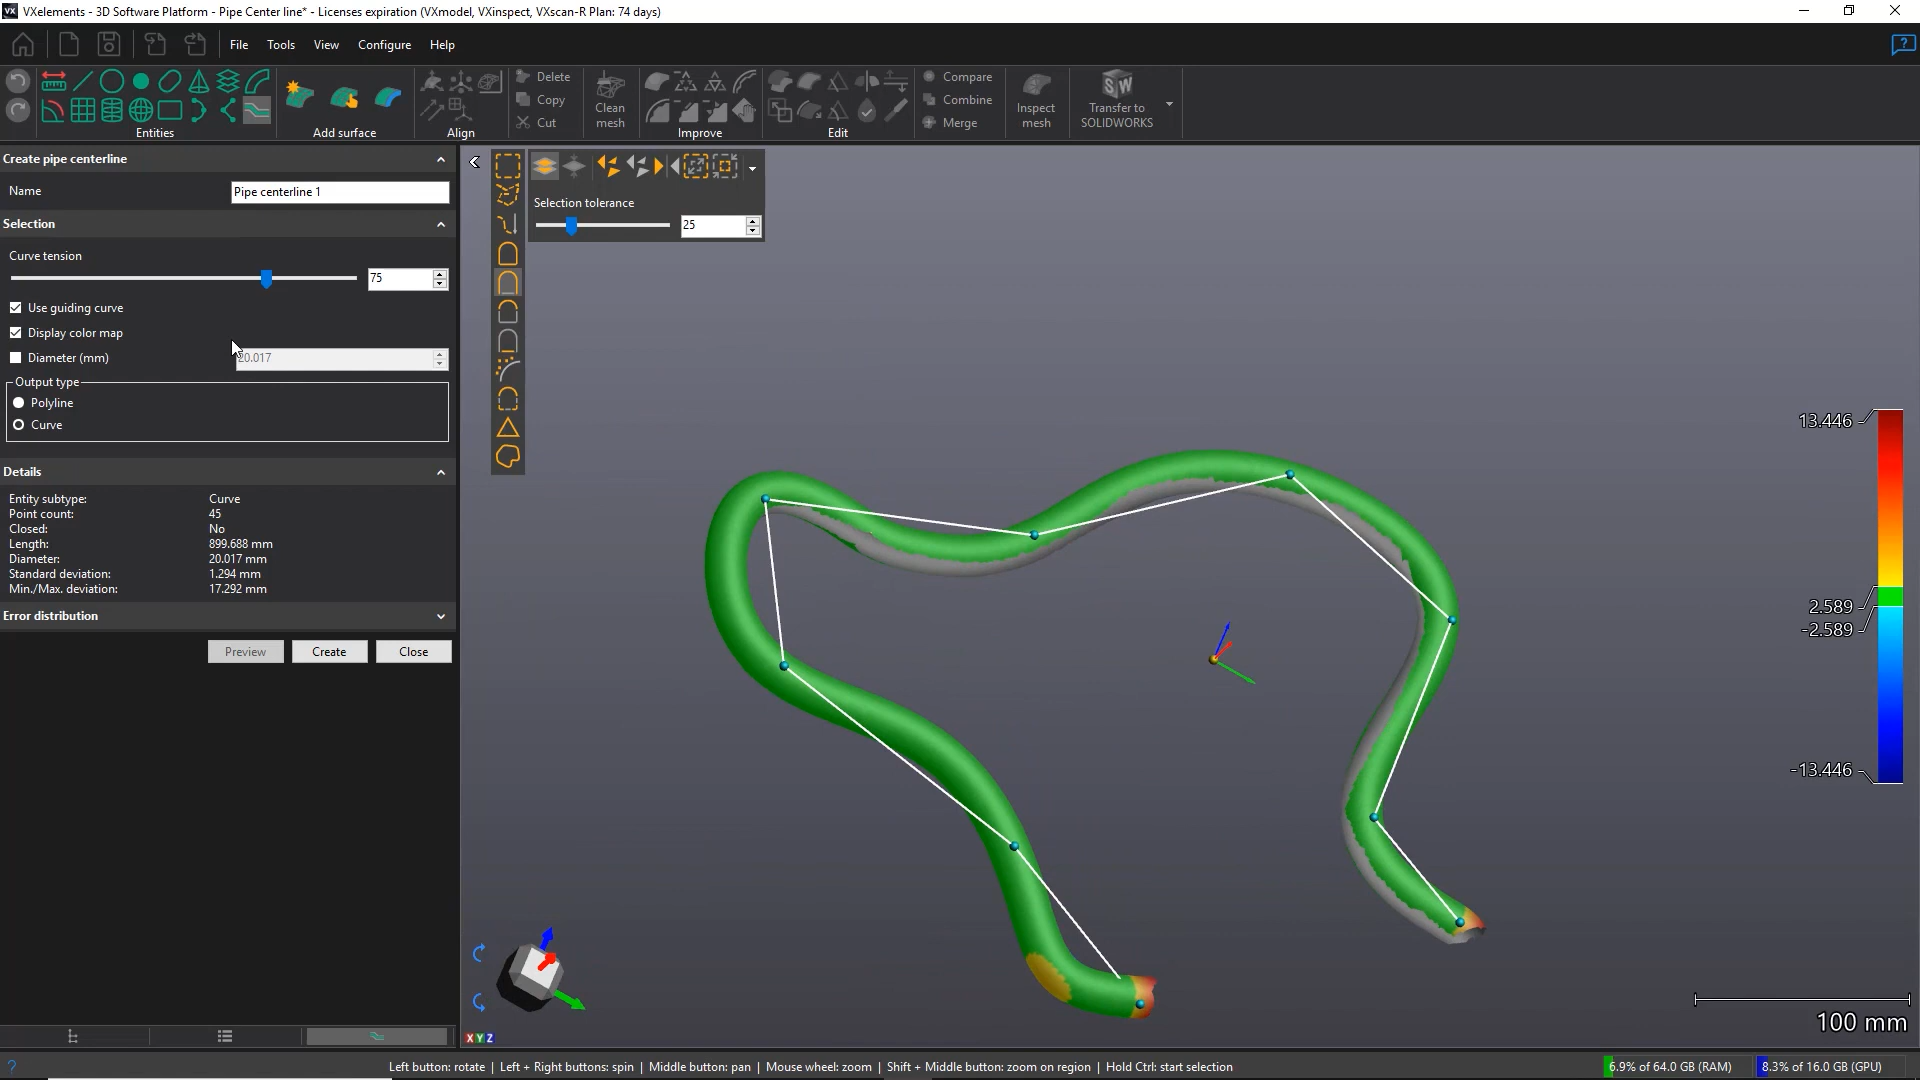 VX VXelements - 3D Software Platform - Pipe Center line* - Licenses expiration (VXmodel, VXinspect, VXscan-R Plan: 74 days)
File Tools View Configure Help
Delete
Copy
Cut
Clean mesh
Compare
Combine
Merge
Inspect mesh
Transfer to SOLIDWORKS
Entities
Add surface
Align
Improve
Edit
Create pipe centerline
Name Pipe centerline 1
Selection
Curve tension
75
Use guiding curve
Display color map
Diameter (mm) 20.017
Output type
Polyline
Curve
Details
Entity subtype: Curve
Point count: 45
Closed: No
Length: 899.688 mm
Diameter: 20.017 mm
Standard deviation: 1.294 mm
Min./Max. deviation: 17.292 mm
Error distribution
Preview Create Close
Selection tolerance
25
13.446
2.589
-2.589
-13.446
100 mm
X Y Z
Left button: rotate | Left + Right buttons: spin | Middle button: pan | Mouse wheel: zoom | Shift + Middle button: zoom on region | Hold Ctrl: start selection
6.9% of 64.0 GB (RAM) 8.3% of 16.0 GB (GPU)